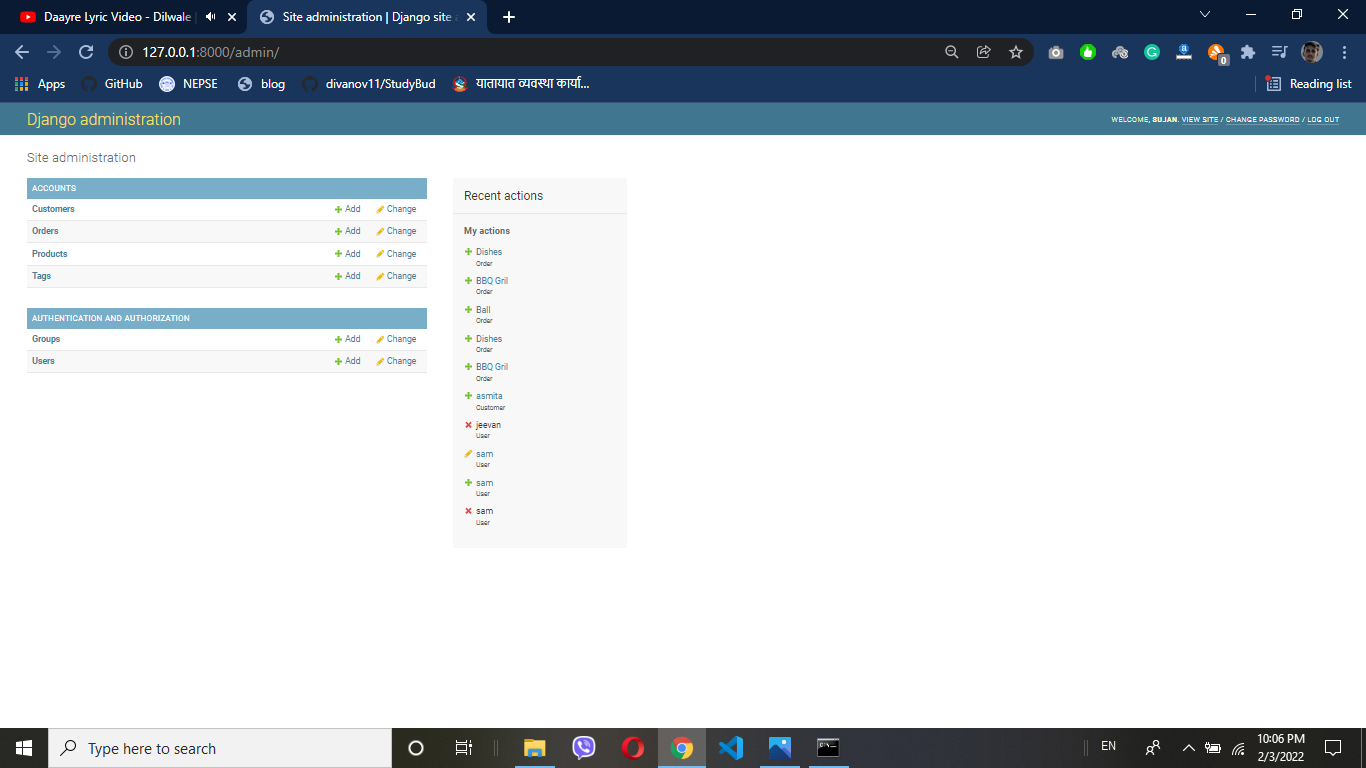 Daayre Lyric Video - Dilwale
Site administration | Django site
127.0.0.1:8000/admin/
0
Apps
GitHub
NEPSE
blog
divanov11/StudyBud
यातायात व्यवस्था कार्या...
Reading list
Django administration
WELCOME, SUJAN. VIEW SITE / CHANGE PASSWORD / LOG OUT
Site administration
ACCOUNTS
Customers Add Change
Orders Add Change
Products Add Change
Tags Add Change
AUTHENTICATION AND AUTHORIZATION
Groups Add Change
Users Add Change
Recent actions
My actions
Dishes
Order
BBQ Gril
Order
Ball
Order
Dishes
Order
BBQ Gril
Order
asmita
Customer
jeevan
User
sam
User
sam
User
sam
User
Type here to search
EN
10:06 PM
2/3/2022